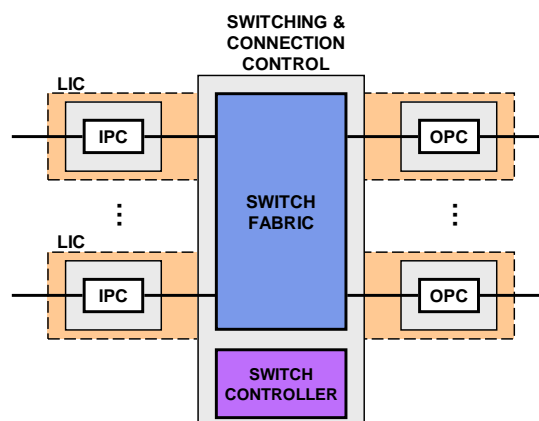 SWITCHING &
CONNECTION
CONTROL
LIC
IPC
OPC
SWITCH
FABRIC
LIC
IPC
OPC
SWITCH
CONTROLLER